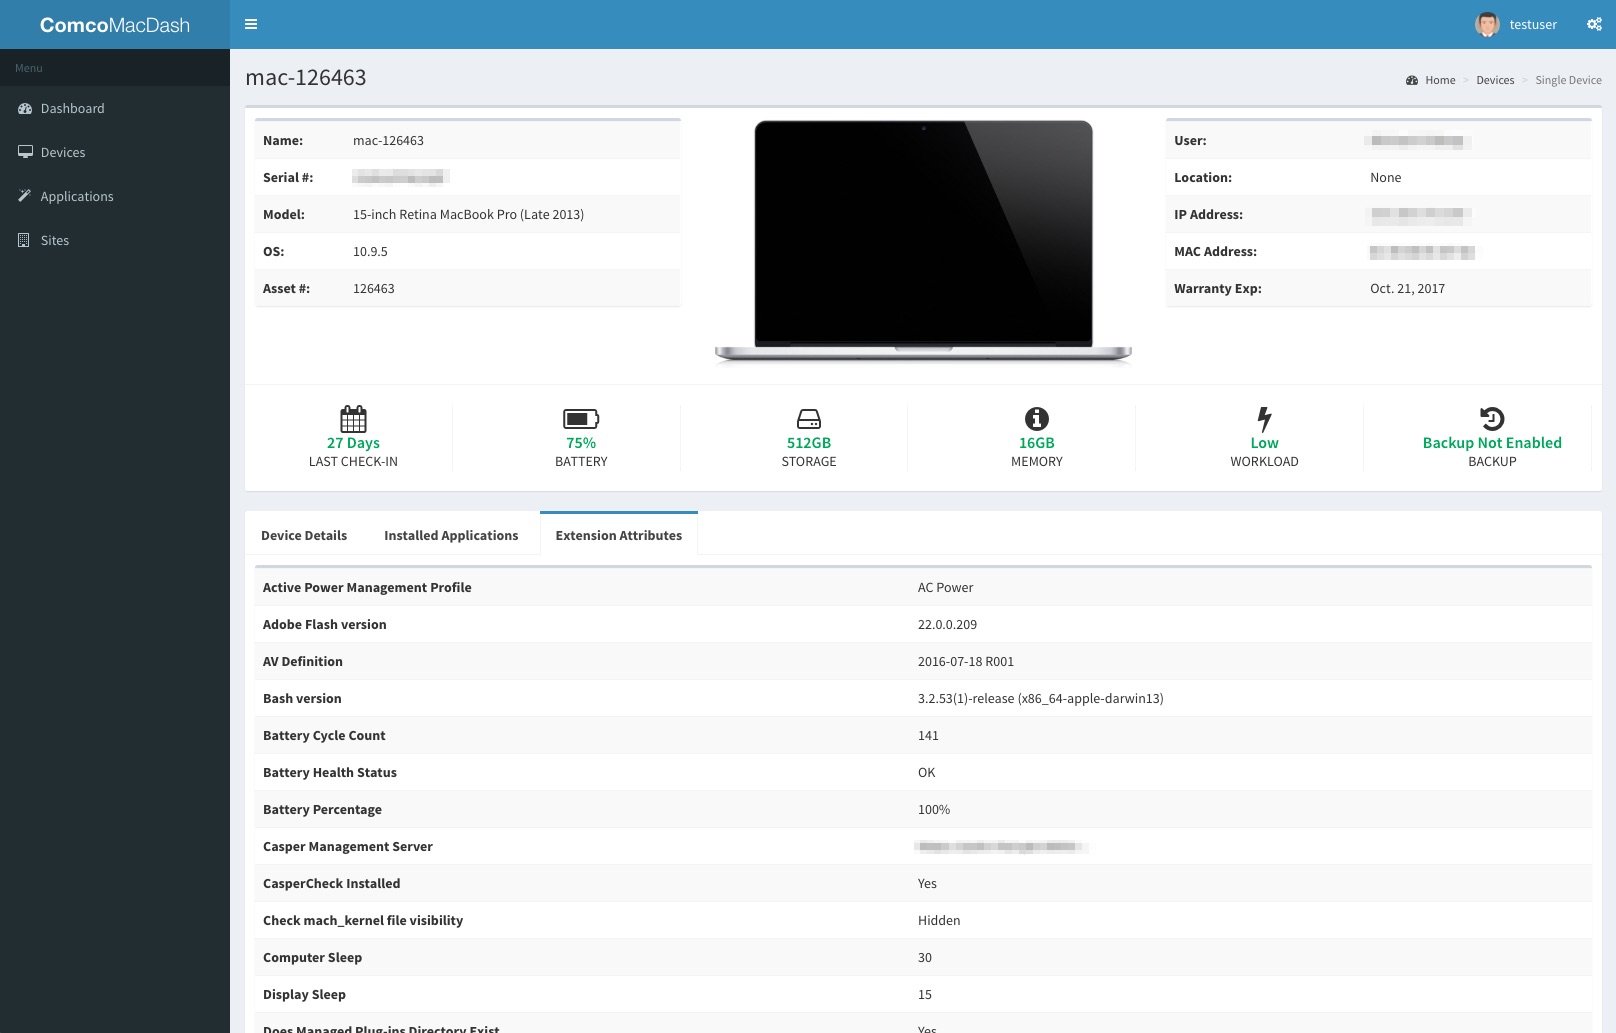 ComcoMacDash
testuser
Menu
Dashboard
Devices
Applications
Sites
mac-126463
Home > Devices > Single Device
Name: mac-126463
Serial #:
Model: 15-inch Retina MacBook Pro (Late 2013)
OS: 10.9.5
Asset #: 126463
User:
Location: None
IP Address:
MAC Address:
Warranty Exp: Oct. 21, 2017
27 Days
LAST CHECK-IN
75%
BATTERY
512GB
STORAGE
16GB
MEMORY
Low
WORKLOAD
Backup Not Enabled
BACKUP
Device Details Installed Applications Extension Attributes
Active Power Management Profile AC Power
Adobe Flash version 22.0.0.209
AV Definition 2016-07-18 R001
Bash version 3.2.53(1)-release (x86_64-apple-darwin13)
Battery Cycle Count 141
Battery Health Status OK
Battery Percentage 100%
Casper Management Server
CasperCheck Installed Yes
Check mach_kernel file visibility Hidden
Computer Sleep 30
Display Sleep 15
Does Managed Plug-ins Directory Exist Yes